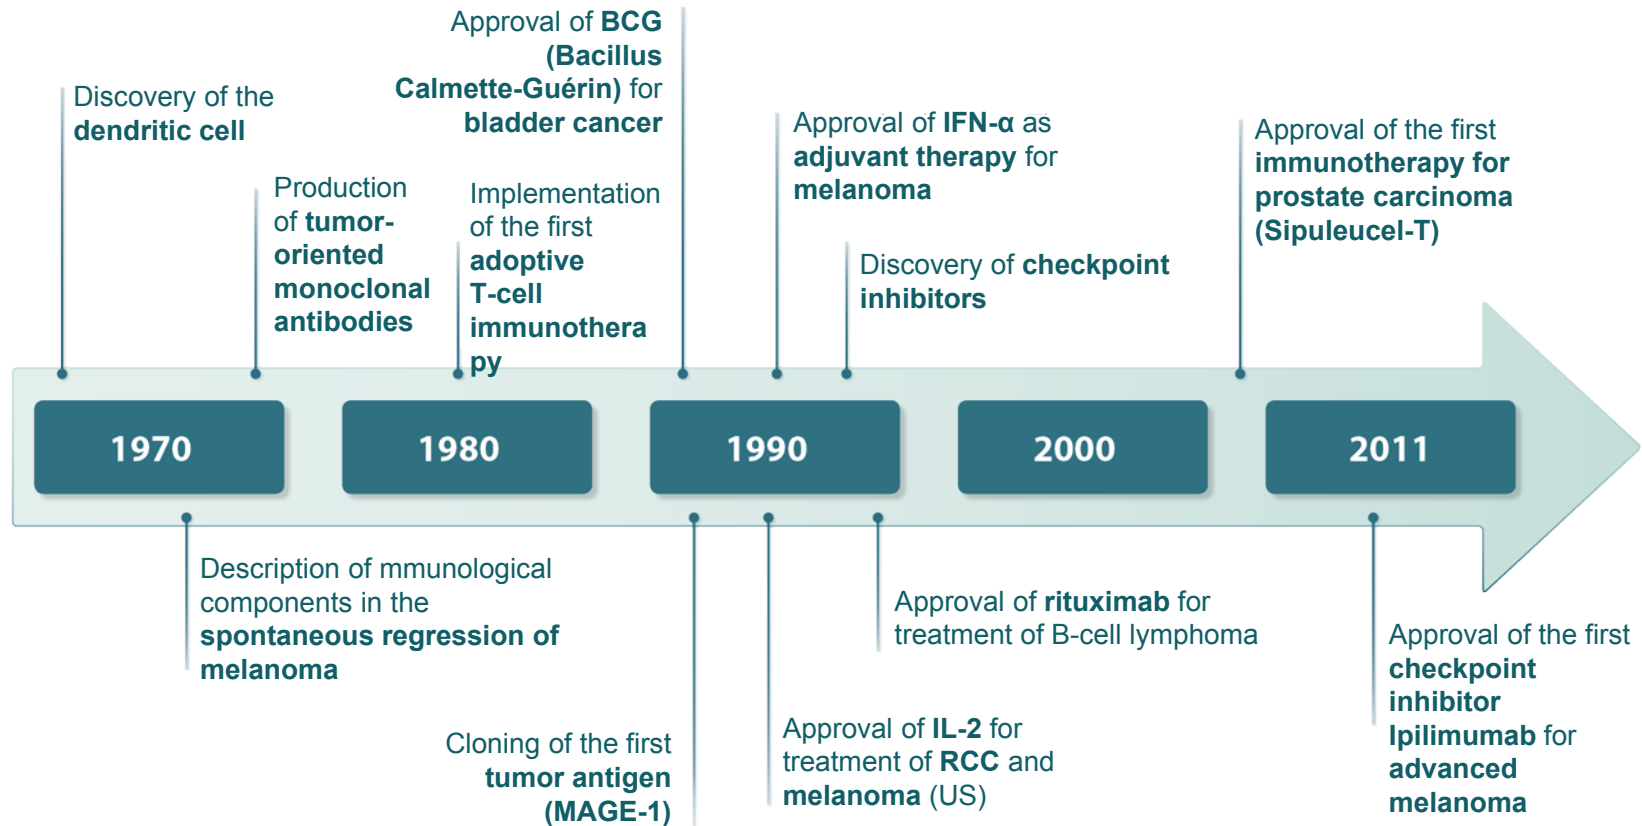 Discovery of the
dendritic cell
Production
of tumor-
oriented
monoclonal
antibodies
Implementation
of the first
adoptive
T-cell
immunothera
py
Approval of BCG
(Bacillus
Calmette-Guérin) for
bladder cancer
Approval of IFN-α as
adjuvant therapy for
melanoma
Discovery of checkpoint
inhibitors
Approval of the first
immunotherapy for
prostate carcinoma
(Sipuleucel-T)
1970
1980
1990
2000
2011
Description of mmunological
components in the
spontaneous regression of
melanoma
Cloning of the first
tumor antigen
(MAGE-1)
Approval of IL-2 for
treatment of RCC and
melanoma (US)
Approval of rituximab for
treatment of B-cell lymphoma
Approval of the first
checkpoint
inhibitor
Ipilimumab for
advanced
melanoma